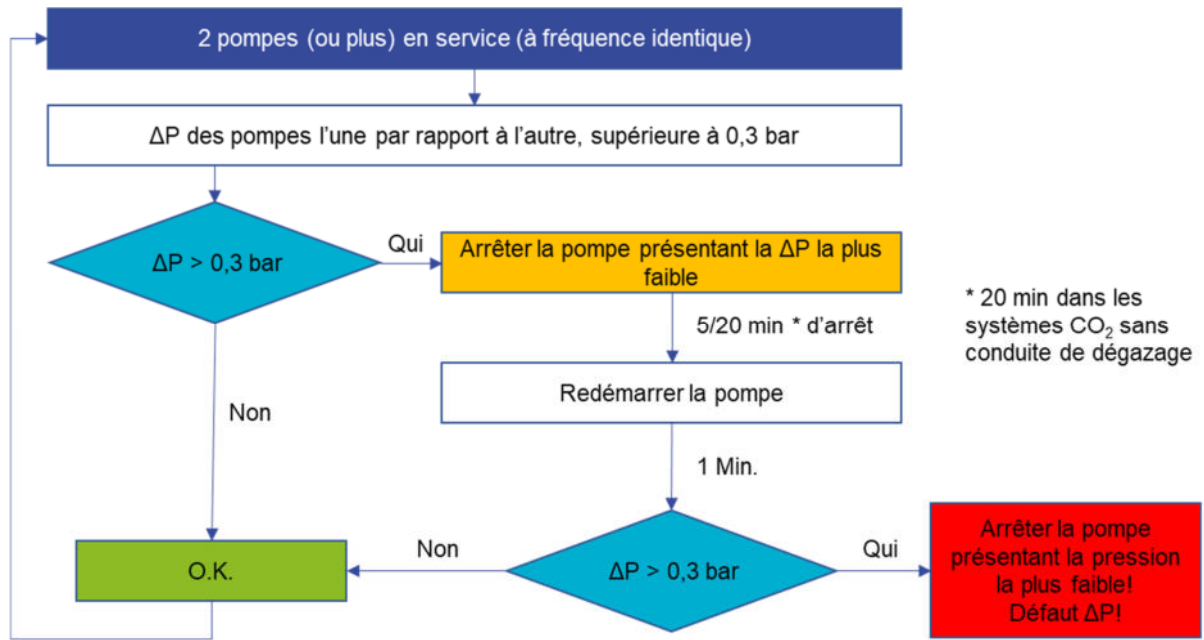 2 pompes (ou plus) en service (à fréquence identique)
ΔP des pompes l’une par rapport à l’autre, supérieure à 0,3 bar
ΔP > 0,3 bar
Qui
Arrêter la pompe présentant la ΔP la plus
faible
* 20 min dans les
systèmes CO₂ sans
conduite de dégazage
5/20 min * d’arrêt
Redémarrer la pompe
Non
1 Min.
O.K.
Non
ΔP > 0,3 bar
Qui
Arrêter la pompe
présentant la pression
la plus faible!
Défaut ΔP!